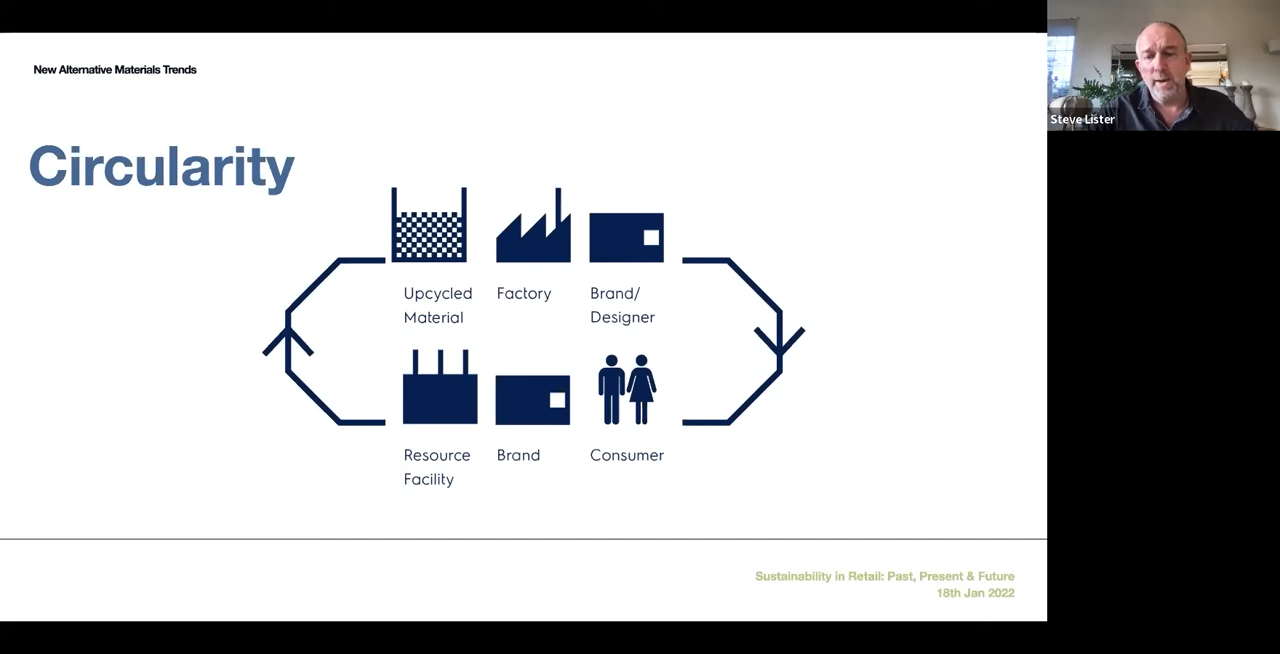 New Alternative Materials Trends
Steve Lister
Circularity
Upcycled
Material
Factory
Brand/
Designer
Resource
Facility
Brand
Consumer
Sustainability in Retail: Past, Present & Future
18th Jan 2022